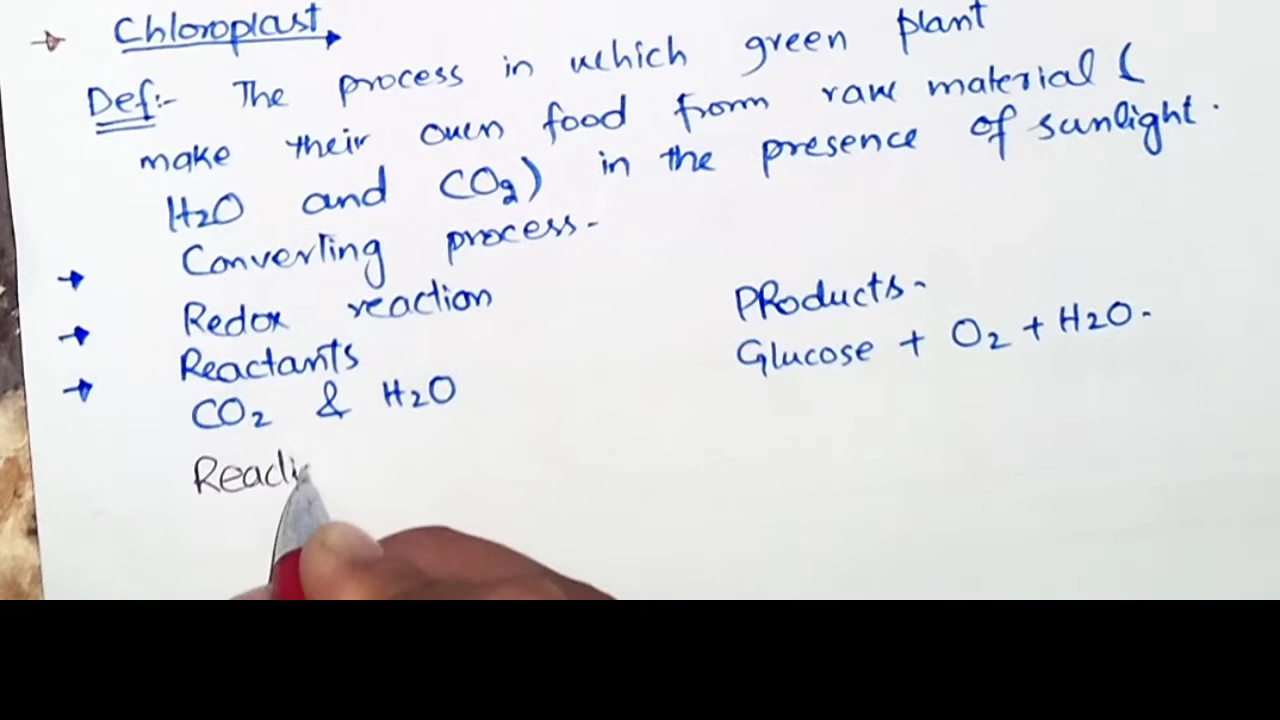 → Chloroplast
Def:- The process in which green plant
make their own food from raw material (
H2O and CO2) in the presence of sunlight.
→ Converting process.
→ Redox reaction
→ Reactants
CO2 & H2O
Products.
Glucose + O2 + H2O.
Reacti